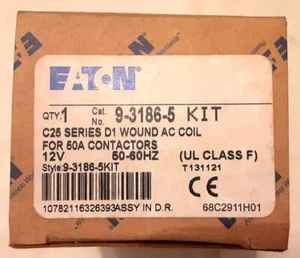 EATON
QTY. 1 Cat. No. 9-3186-5 KIT
C25 SERIES D1 WOUND AC COIL
FOR 50A CONTACTORS
12V 50-60HZ (UL CLASS F)
Style:9-3186-5KIT T131121
CE
10782116326393 ASSY IN D.R. 68C2911H01